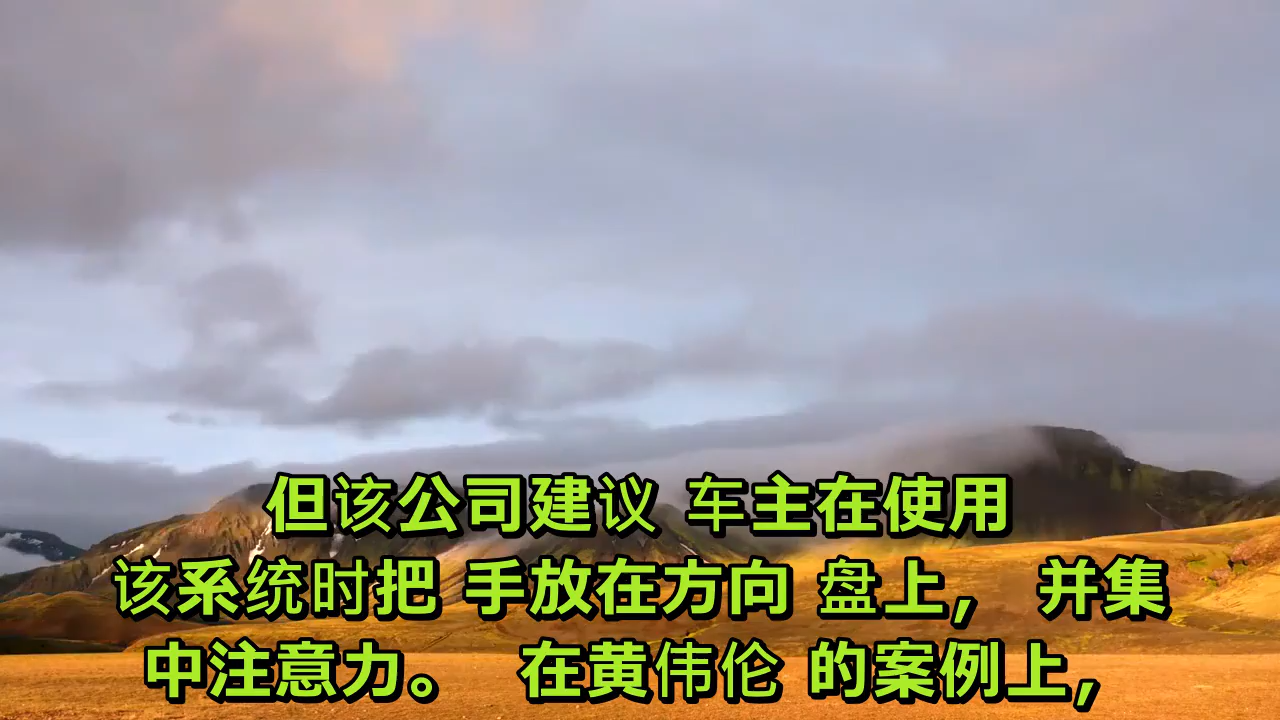 但该公司建议 车主在使用
该系统时把 手放在方向 盘上， 并集
中注意力。 在黄伟伦 的案例上，